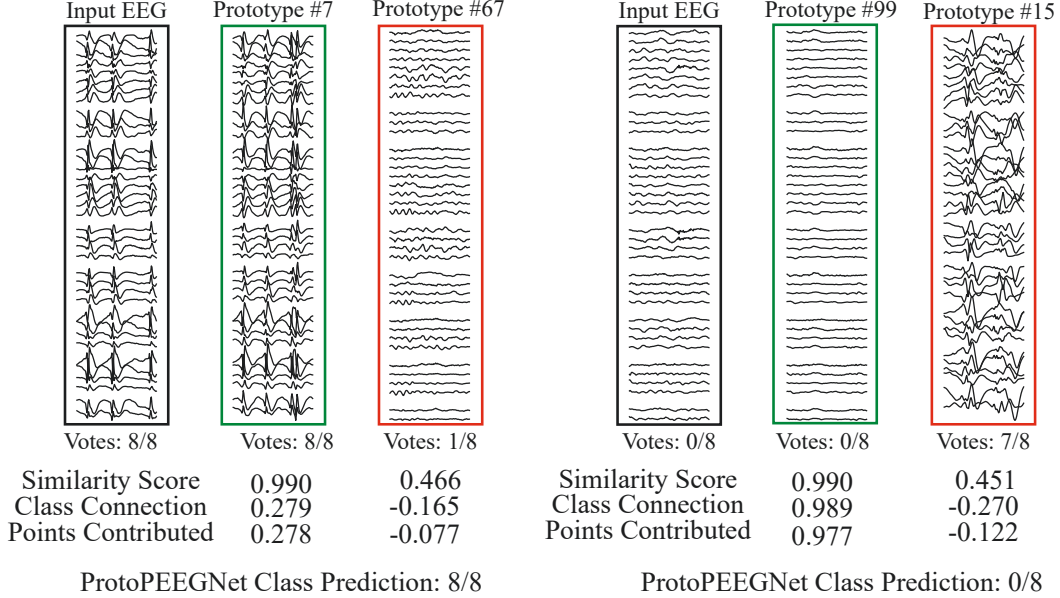 Input EEG Prototype #7 Prototype #67 Input EEG Prototype #99 Prototype #15
Votes: 8/8 Votes: 8/8 Votes: 1/8 Votes: 0/8 Votes: 0/8 Votes: 7/8
Similarity Score 0.990 0.466 Similarity Score 0.990 0.451
Class Connection 0.279 -0.165 Class Connection 0.989 -0.270
Points Contributed 0.278 -0.077 Points Contributed 0.977 -0.122
ProtoPEEGNet Class Prediction: 8/8 ProtoPEEGNet Class Prediction: 0/8